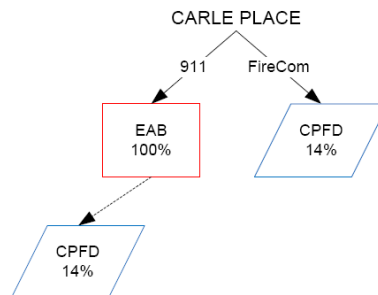 CARLE PLACE
911
FireCom
EAB
100%
CPFD
14%
CPFD
14%